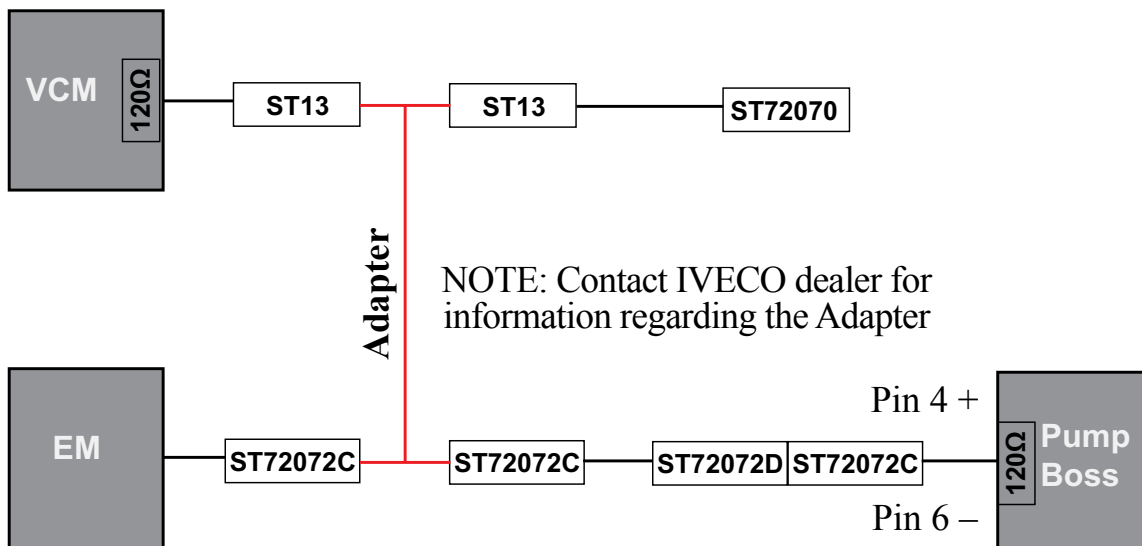 VCM
120Ω
ST13
ST13
ST72070
Adapter
NOTE: Contact IVECO dealer for
information regarding the Adapter
EM
ST72072C
ST72072C
ST72072D
ST72072C
Pin 4 +
Pin 6 –
120Ω
Pump
Boss